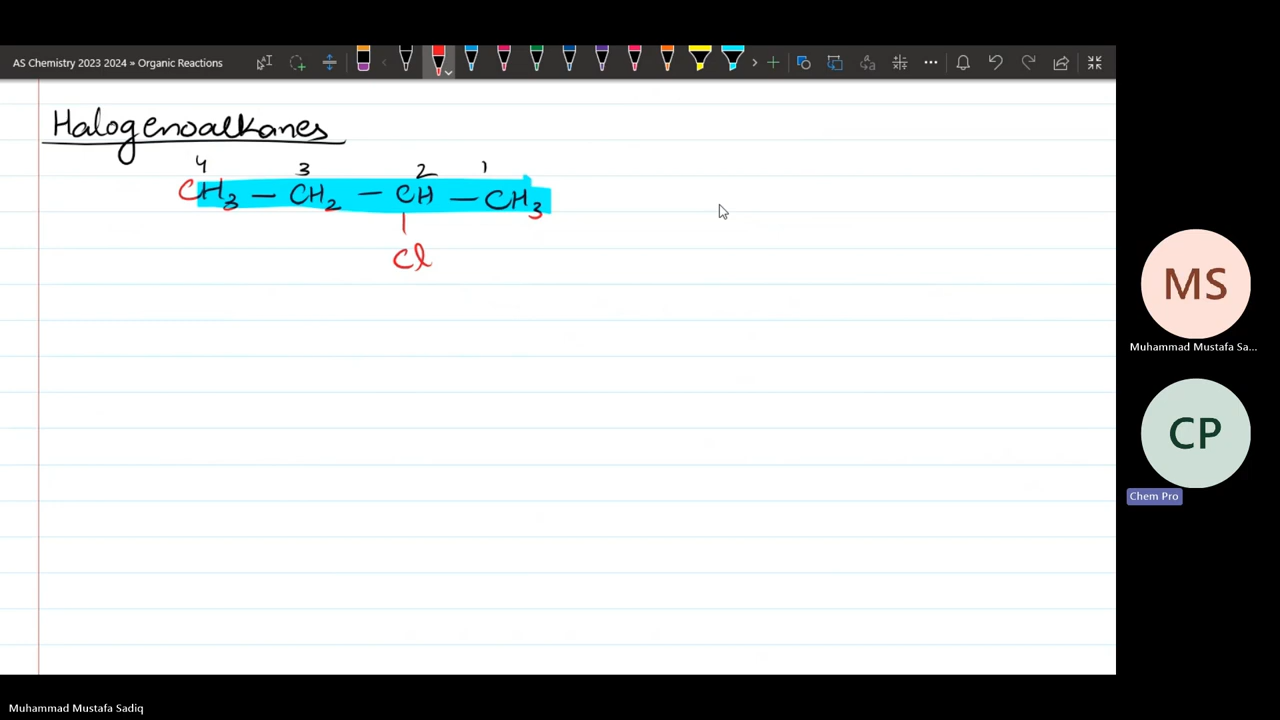 AS Chemistry 2023 2024 » Organic Reactions
Halogenoalkanes
4 3 2 1
CH3 — CH2 — CH — CH3
|
Cl
MS
Muhammad Mustafa Sa...
CP
Chem Pro
Muhammad Mustafa Sadiq